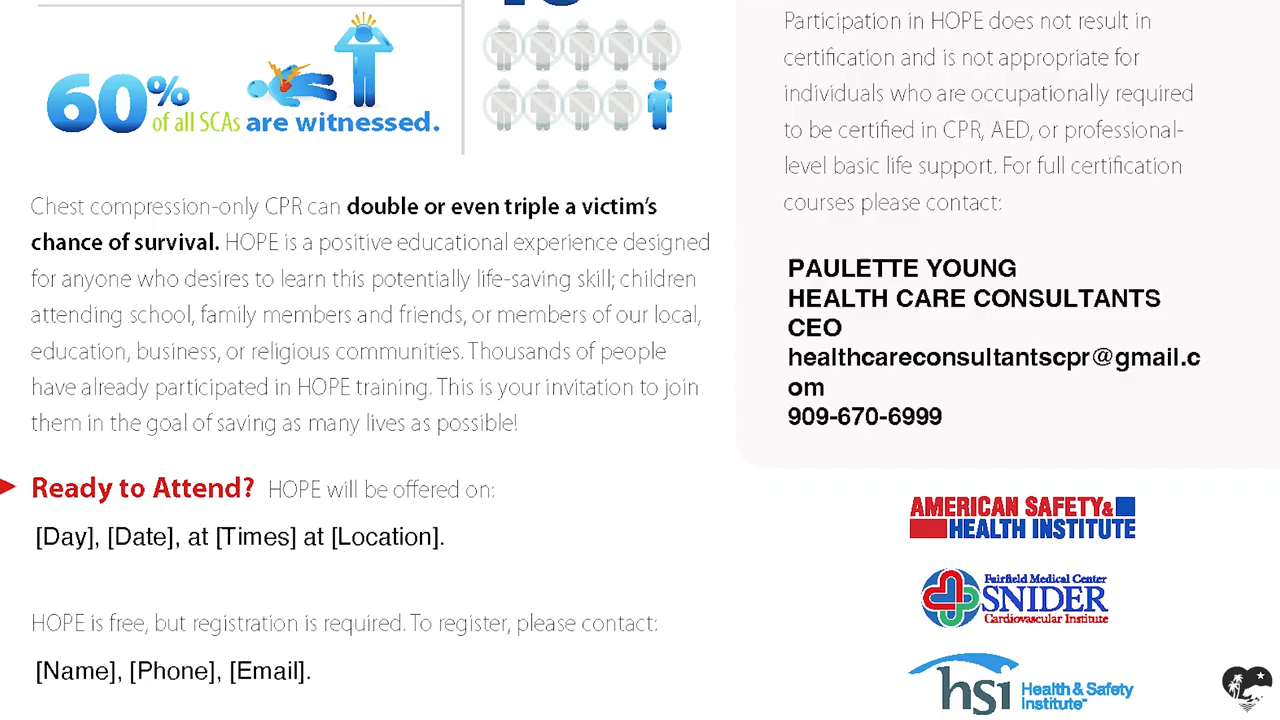 60%
of all SCAs are witnessed.
Chest compression-only CPR can double or even triple a victim's
chance of survival. HOPE is a positive educational experience designed
for anyone who desires to learn this potentially life-saving skill; children
attending school, family members and friends, or members of our local,
education, business, or religious communities. Thousands of people
have already participated in HOPE training. This is your invitation to join
them in the goal of saving as many lives as possible!
Ready to Attend? HOPE will be offered on:
[Day], [Date], at [Times] at [Location].
HOPE is free, but registration is required. To register, please contact:
[Name], [Phone], [Email].
Participation in HOPE does not result in
certification and is not appropriate for
individuals who are occupationally required
to be certified in CPR, AED, or professional-
level basic life support. For full certification
courses please contact:
PAULETTE YOUNG
HEALTH CARE CONSULTANTS
CEO
healthcareconsultantscpr@gmail.c
om
909-670-6999
AMERICAN SAFETY &
HEALTH INSTITUTE
Fairfield Medical Center
SNIDER
Cardiovascular Institute
hsi Health & Safety
Institute™